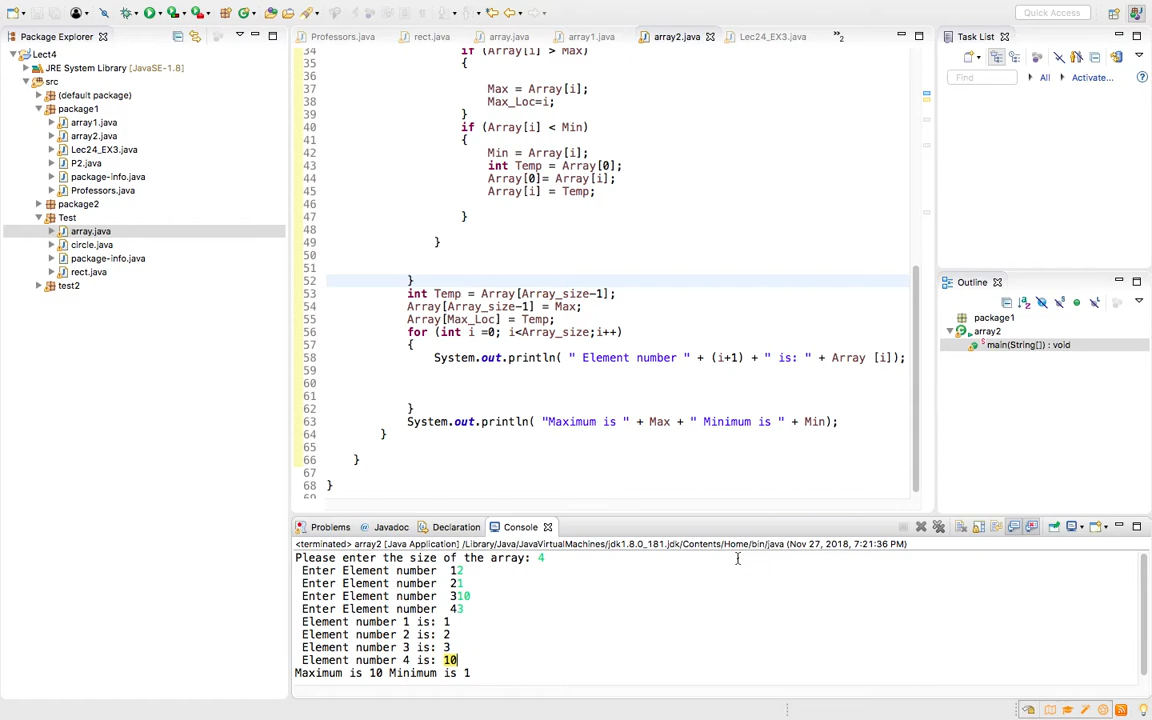 Quick Access
Package Explorer
Lect4
JRE System Library [JavaSE-1.8]
src
(default package)
package1
array1.java
array2.java
Lec24_EX3.java
P2.java
package-info.java
Professors.java
package2
Test
array.java
circle.java
package-info.java
rect.java
test2
Professors.java rect.java array.java array1.java array2.java Lec24_EX3.java »2
34 if (Array[i] > Max)
35 {
36
37 Max = Array[i];
38 Max_Loc=i;
39 }
40 if (Array[i] < Min)
41 {
42 Min = Array[i];
43 int Temp = Array[0];
44 Array[0]= Array[i];
45 Array[i] = Temp;
46
47 }
48
49 }
50
51
52 }
53 int Temp = Array[Array_size-1];
54 Array[Array_size-1] = Max;
55 Array[Max_Loc] = Temp;
56 for (int i =0; i<Array_size;i++)
57 {
58 System.out.println( " Element number " + (i+1) + " is: " + Array [i]);
59
60
61
62 }
63 System.out.println( "Maximum is " + Max + " Minimum is " + Min);
64 }
65
66 }
67
68 }
69
Task List
Find All Activate...
Outline
package1
array2
main(String[]) : void
Problems Javadoc Declaration Console
<terminated> array2 [Java Application] /Library/Java/JavaVirtualMachines/jdk1.8.0_181.jdk/Contents/Home/bin/java (Nov 27, 2018, 7:21:36 PM)
Please enter the size of the array: 4
Enter Element number 12
Enter Element number 21
Enter Element number 310
Enter Element number 43
Element number 1 is: 1
Element number 2 is: 2
Element number 3 is: 3
Element number 4 is: 10
Maximum is 10 Minimum is 1